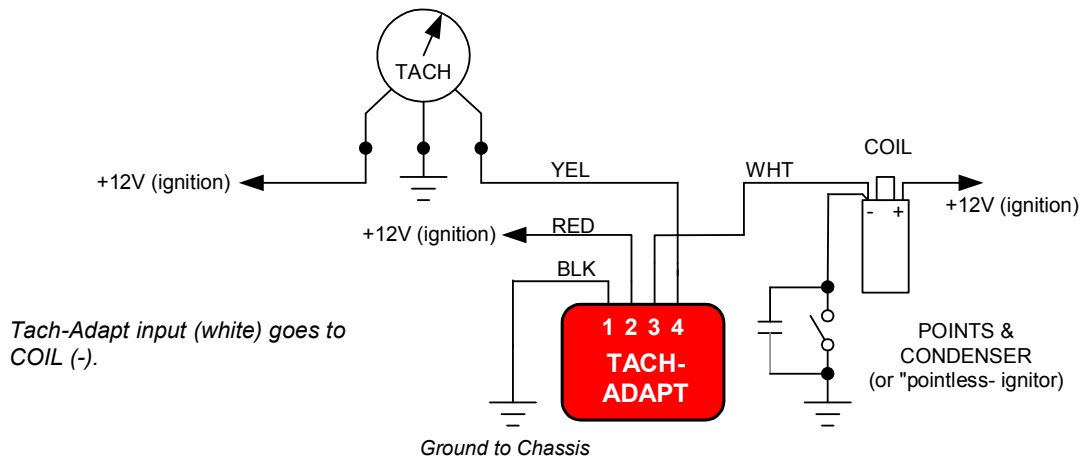 TACH
COIL
YEL
WHT
+12V (ignition)
- +
+12V (ignition)
+12V (ignition)
RED
BLK
1 2 3 4
TACH-
ADAPT
Tach-Adapt input (white) goes to
COIL (-).
POINTS &
CONDENSER
(or "pointless- ignitor)
Ground to Chassis